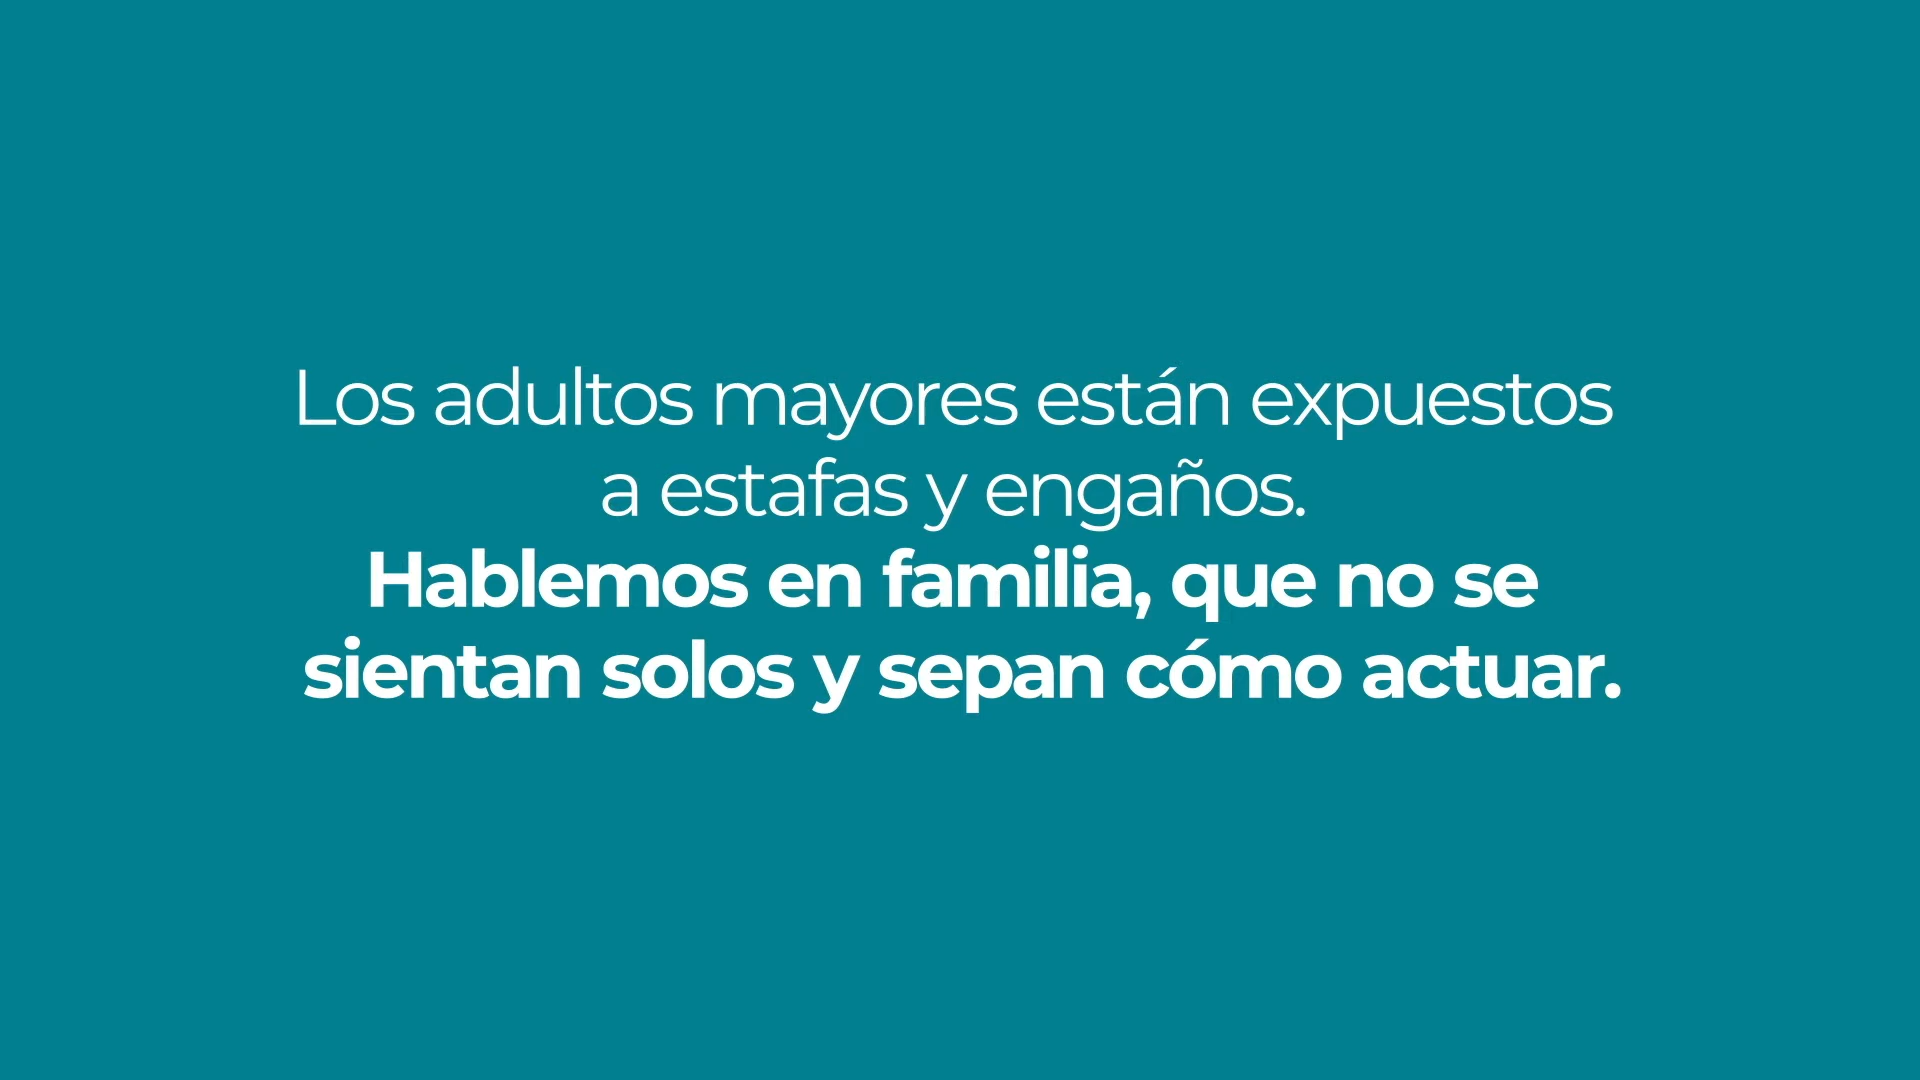 Los adultos mayores están expuestos
a estafas y engaños.
Hablemos en familia, que no se
sientan solos y sepan cómo actuar.